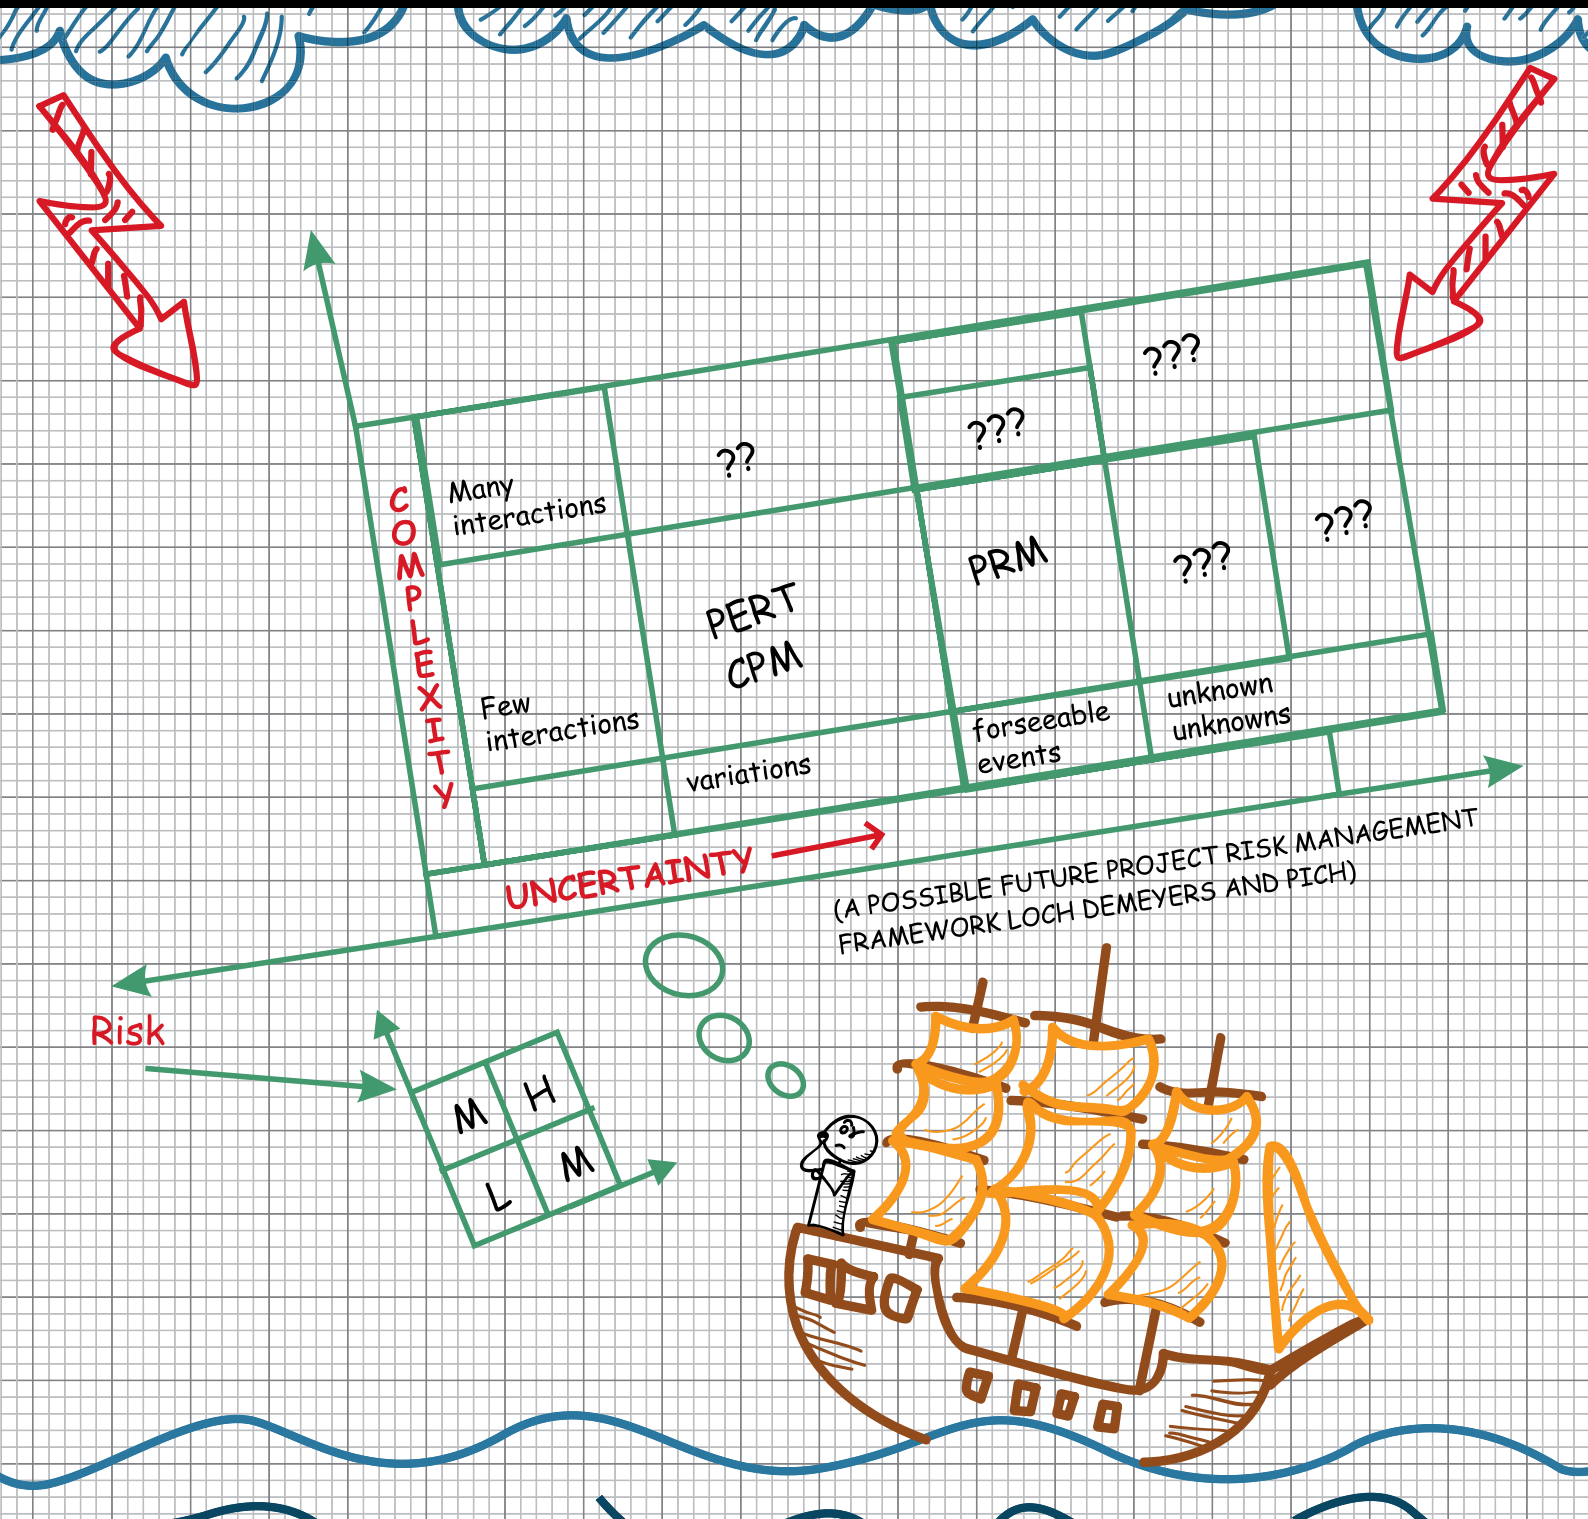 ???
??
???
Many
interactions
???
PRM
???
PERT
CPM
COMPLEXITY
Few
interactions
unknown
unknowns
forseeable
events
variations
UNCERTAINTY
(A POSSIBLE FUTURE PROJECT RISK MANAGEMENT
FRAMEWORK LOCH DEMEYERS AND PICH)
Risk
M
H
L
M